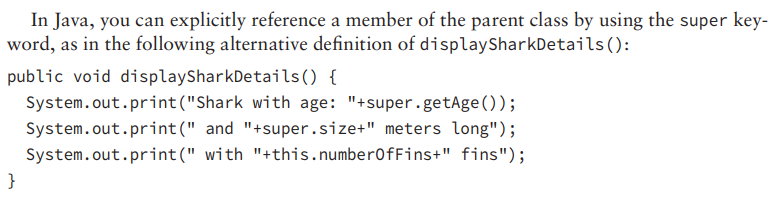 In Java, you can explicitly reference a member of the parent class by using the super key-
word, as in the following alternative definition of displaySharkDetails():
public void displaySharkDetails() {
  System.out.print("Shark with age: "+super.getAge());
  System.out.print(" and "+super.size+" meters long");
  System.out.print(" with "+this.numberOfFins+" fins");
}